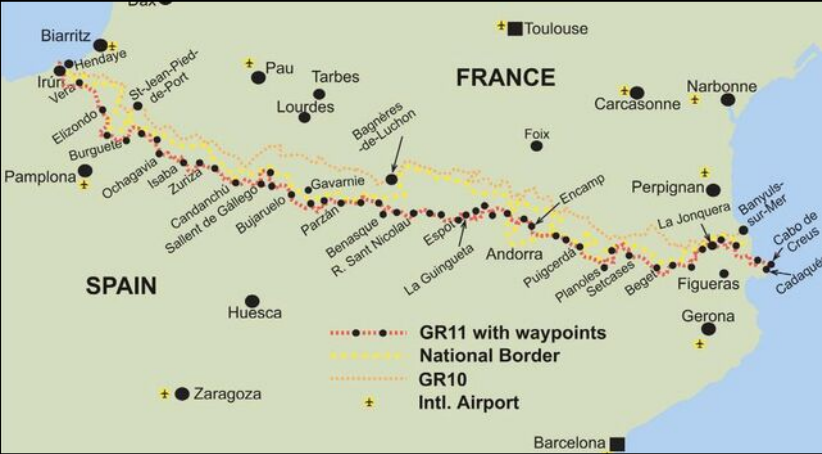 Dax
Biarritz
Hendaye
Irún
Vera
St-Jean-Pied-
de-Port
Pau
Tarbes
Lourdes
Toulouse
FRANCE
Carcasonne
Narbonne
Bagnères
-de-Luchon
Foix
Elizondo
Burguete
Pamplona
Ochagavia
Isaba
Zuriza
Candanchú
Sallent de Gállego
Bujaruelo
Gavarnie
Parzán
Benasque
R. Sant Nicolau
Espot
La Guingueta
Encamp
Andorra
Puigcerdá
Planoles
Setcases
Beget
Perpignan
La Jonquera
Banyuls-
sur-Mer
Cabo de
Creus
Cadaqués
Figueras
Gerona
SPAIN
Huesca
Zaragoza
Barcelona
GR11 with waypoints
National Border
GR10
Intl. Airport